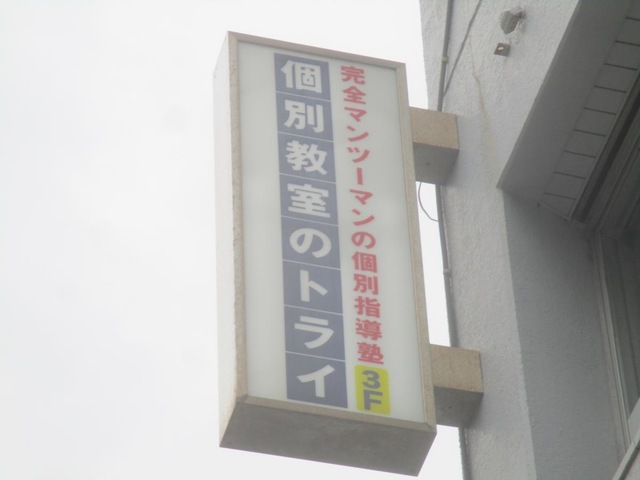 完全マンツーマンの個別指導塾 3F
個別教室のトライ